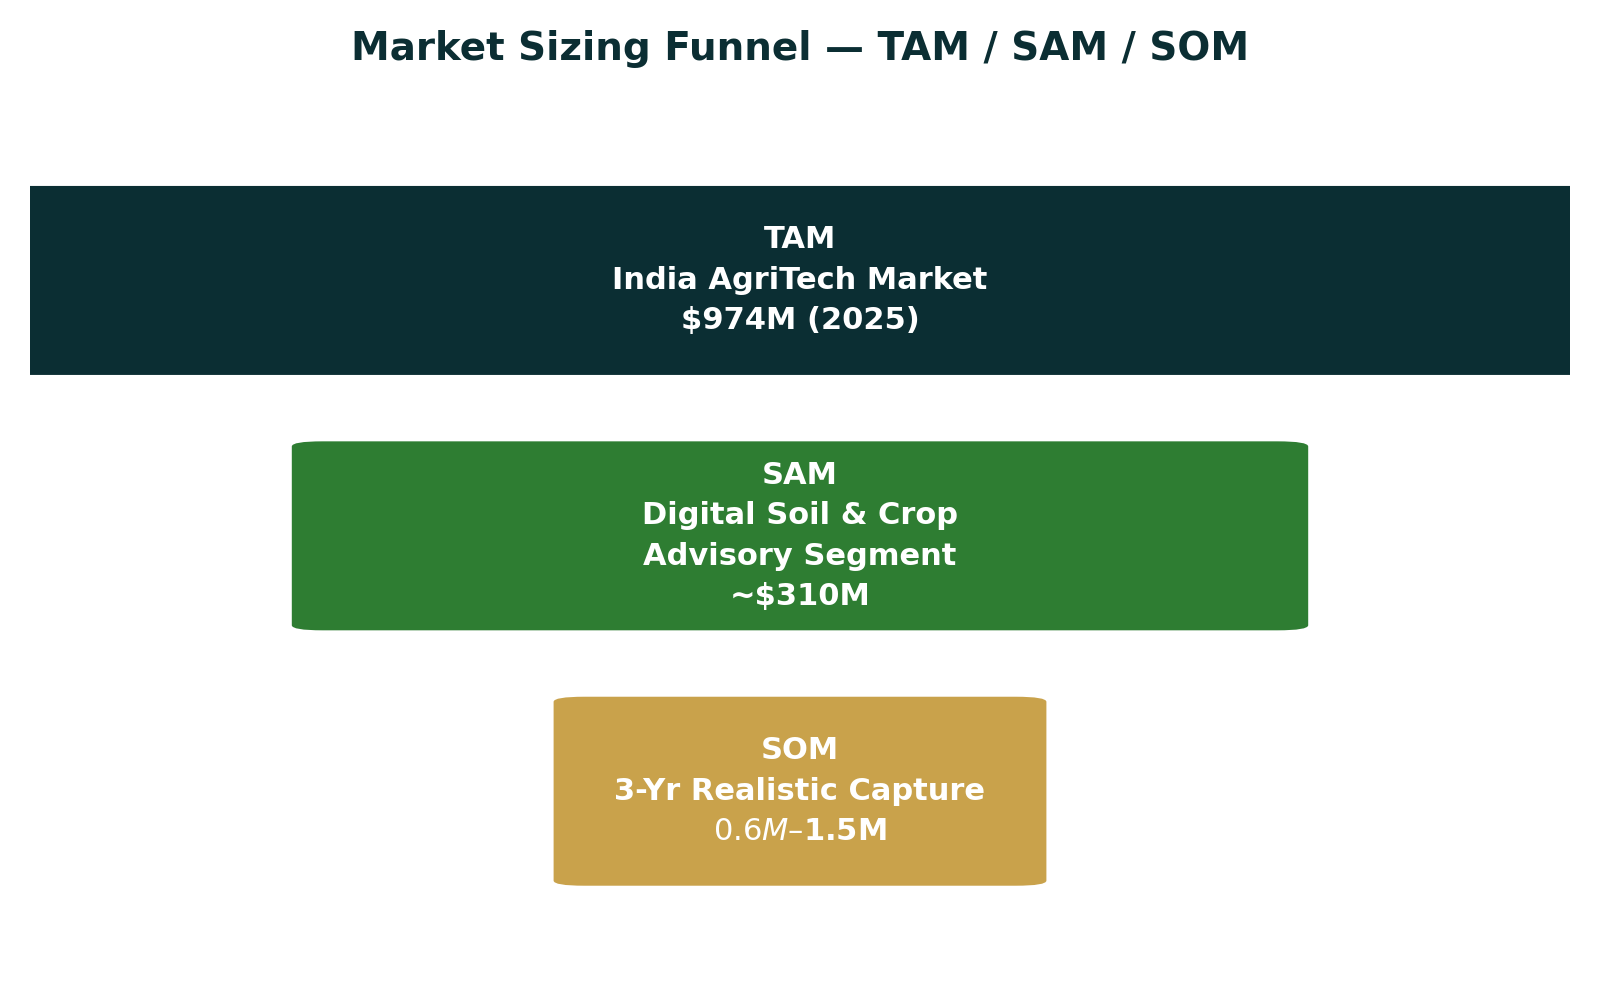 Market Sizing Funnel — TAM / SAM / SOM
TAM
India AgriTech Market
$974M (2025)
SAM
Digital Soil & Crop
Advisory Segment
~$310M
SOM
3-Yr Realistic Capture
0.6M–1.5M